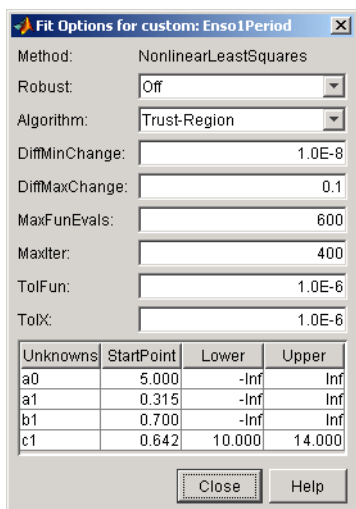 Fit Options for custom: Enso1Period
Method: NonlinearLeastSquares
Robust: Off
Algorithm: Trust-Region
DiffMinChange: 1.0E-8
DiffMaxChange: 0.1
MaxFunEvals: 600
MaxIter: 400
TolFun: 1.0E-6
TolX: 1.0E-6
Unknowns StartPoint Lower Upper
a0 5.000 -Inf Inf
a1 0.315 -Inf Inf
b1 0.700 -Inf Inf
c1 0.642 10.000 14.000
Close Help